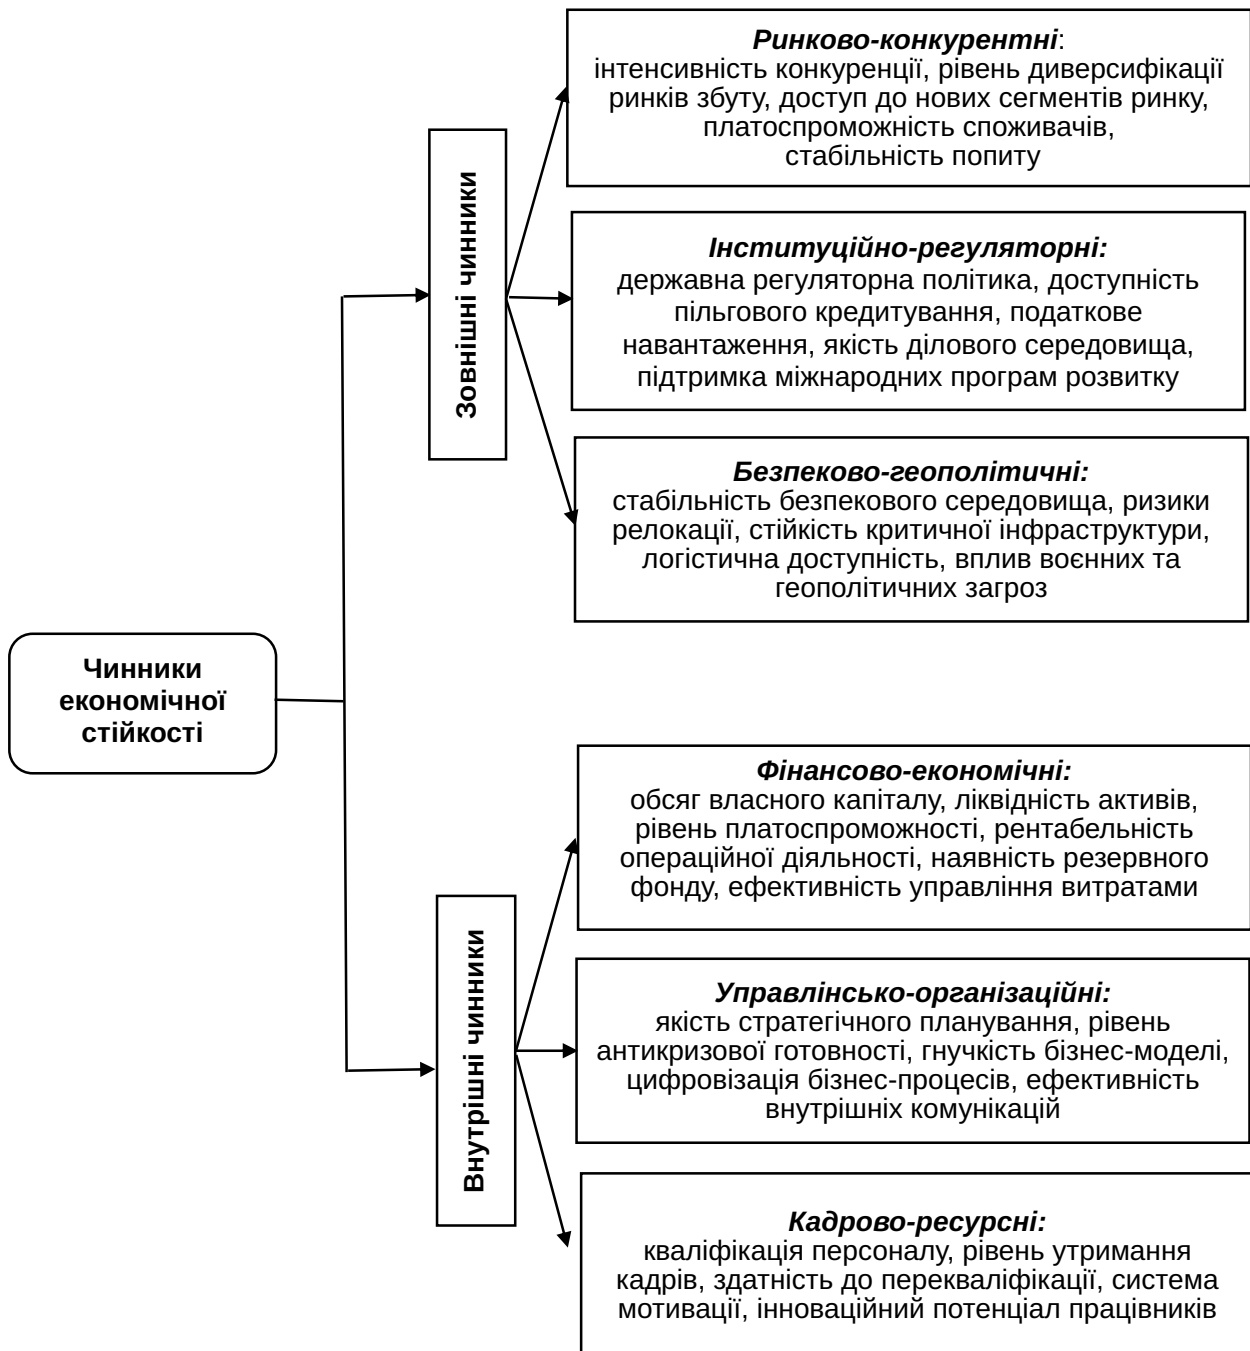 Ринково-конкурентні:
інтенсивність конкуренції, рівень диверсифікації
ринків збуту, доступ до нових сегментів ринку,
платоспроможність споживачів,
стабільність попиту
Зовнішні чинники
Інституційно-регуляторні:
державна регуляторна політика, доступність
пільгового кредитування, податкове
навантаження, якість ділового середовища,
підтримка міжнародних програм розвитку
Безпеково-геополітичні:
стабільність безпекового середовища, ризики
релокації, стійкість критичної інфраструктури,
логістична доступність, вплив воєнних та
геополітичних загроз
Чинники
економічної
стійкості
Фінансово-економічні:
обсяг власного капіталу, ліквідність активів,
рівень платоспроможності, рентабельність
операційної діяльності, наявність резервного
фонду, ефективність управління витратами
Внутрішні чинники
Управлінсько-організаційні:
якість стратегічного планування, рівень
антикризової готовності, гнучкість бізнес-моделі,
цифровізація бізнес-процесів, ефективність
внутрішніх комунікацій
Кадрово-ресурсні:
кваліфікація персоналу, рівень утримання
кадрів, здатність до перекваліфікації, система
мотивації, інноваційний потенціал працівників